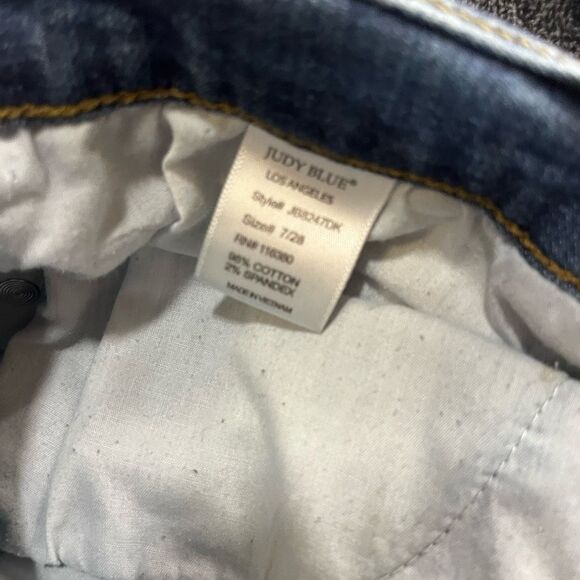 JUDY BLUE®
LOS ANGELES
Style# JB8247DK
Size# 7/28
RN# 116380
98% COTTON
2% SPANDEX
MADE IN VIETNAM